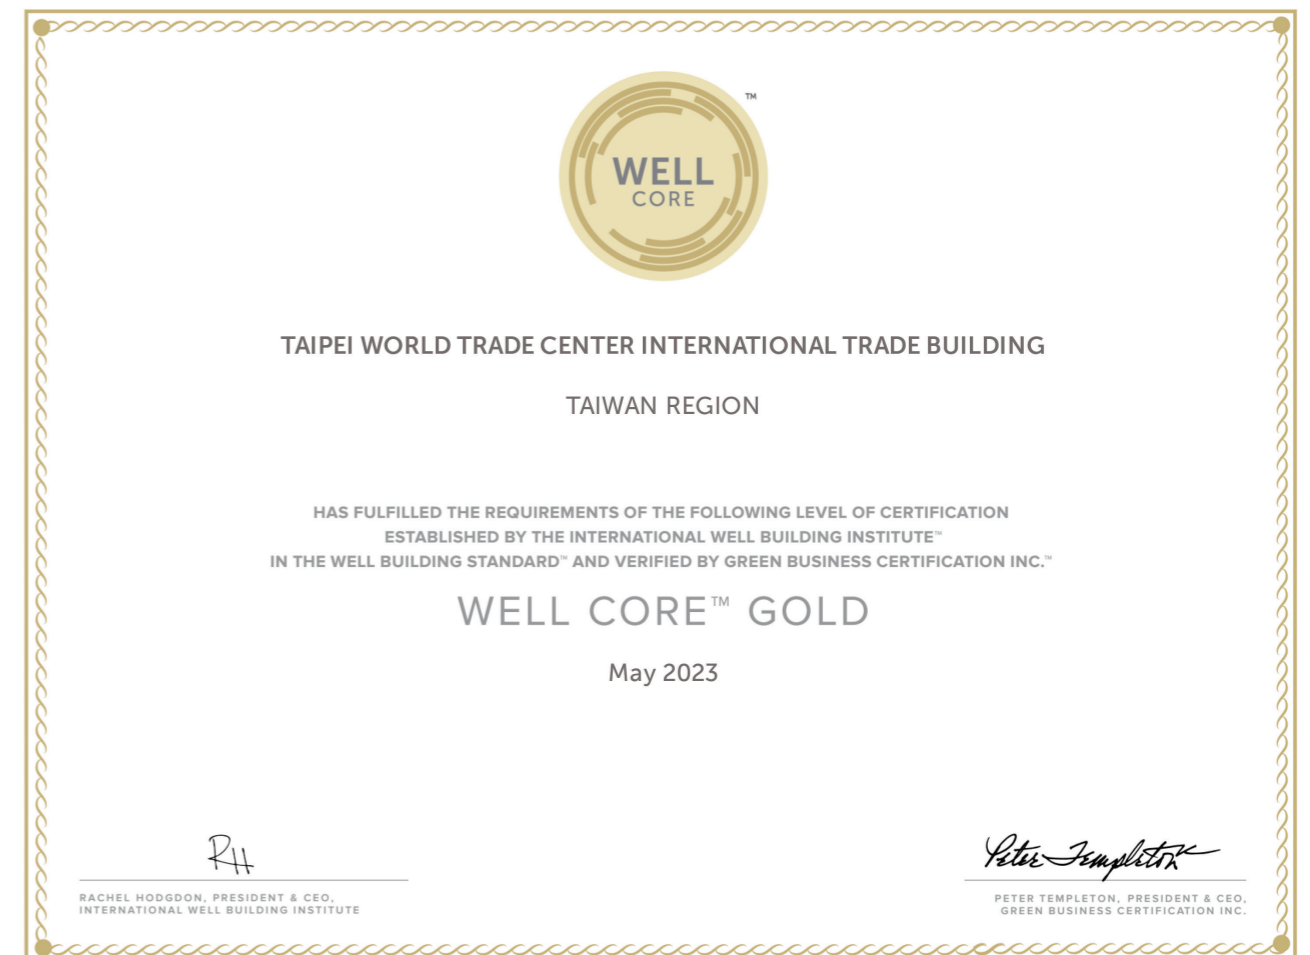 WELL
CORE
™
TAIPEI WORLD TRADE CENTER INTERNATIONAL TRADE BUILDING
TAIWAN REGION
HAS FULFILLED THE REQUIREMENTS OF THE FOLLOWING LEVEL OF CERTIFICATION
ESTABLISHED BY THE INTERNATIONAL WELL BUILDING INSTITUTE™
IN THE WELL BUILDING STANDARD™ AND VERIFIED BY GREEN BUSINESS CERTIFICATION INC.™
WELL CORE™ GOLD
May 2023
RH
RACHEL HODGDON, PRESIDENT & CEO,
INTERNATIONAL WELL BUILDING INSTITUTE
Peter Templeton
PETER TEMPLETON, PRESIDENT & CEO,
GREEN BUSINESS CERTIFICATION INC.